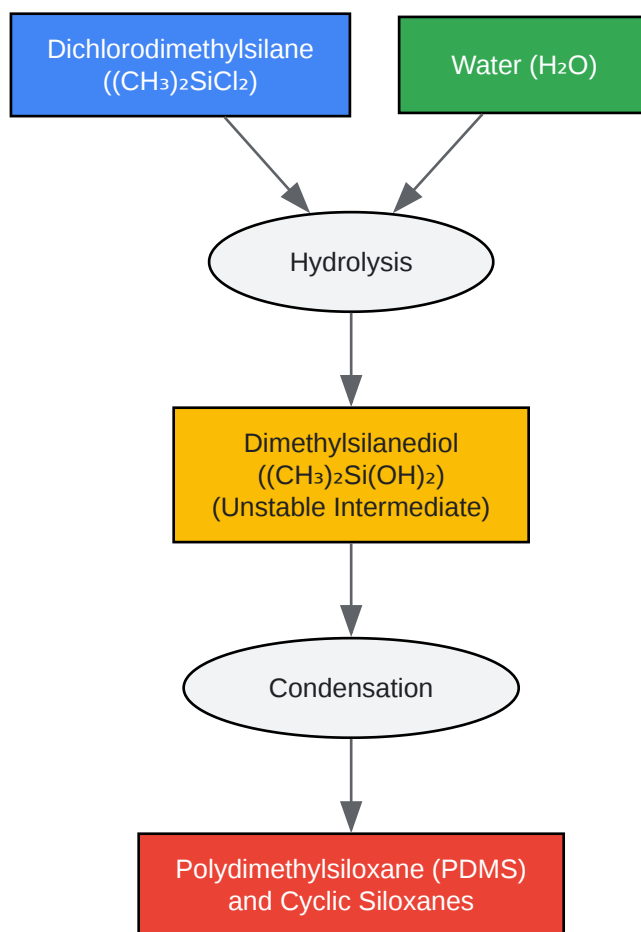 Dichlorodimethylsilane
((CH₃)₂SiCl₂)
Water (H₂O)
Hydrolysis
Dimethylsilanediol
((CH₃)₂Si(OH)₂)
(Unstable Intermediate)
Condensation
Polydimethylsiloxane (PDMS)
and Cyclic Siloxanes